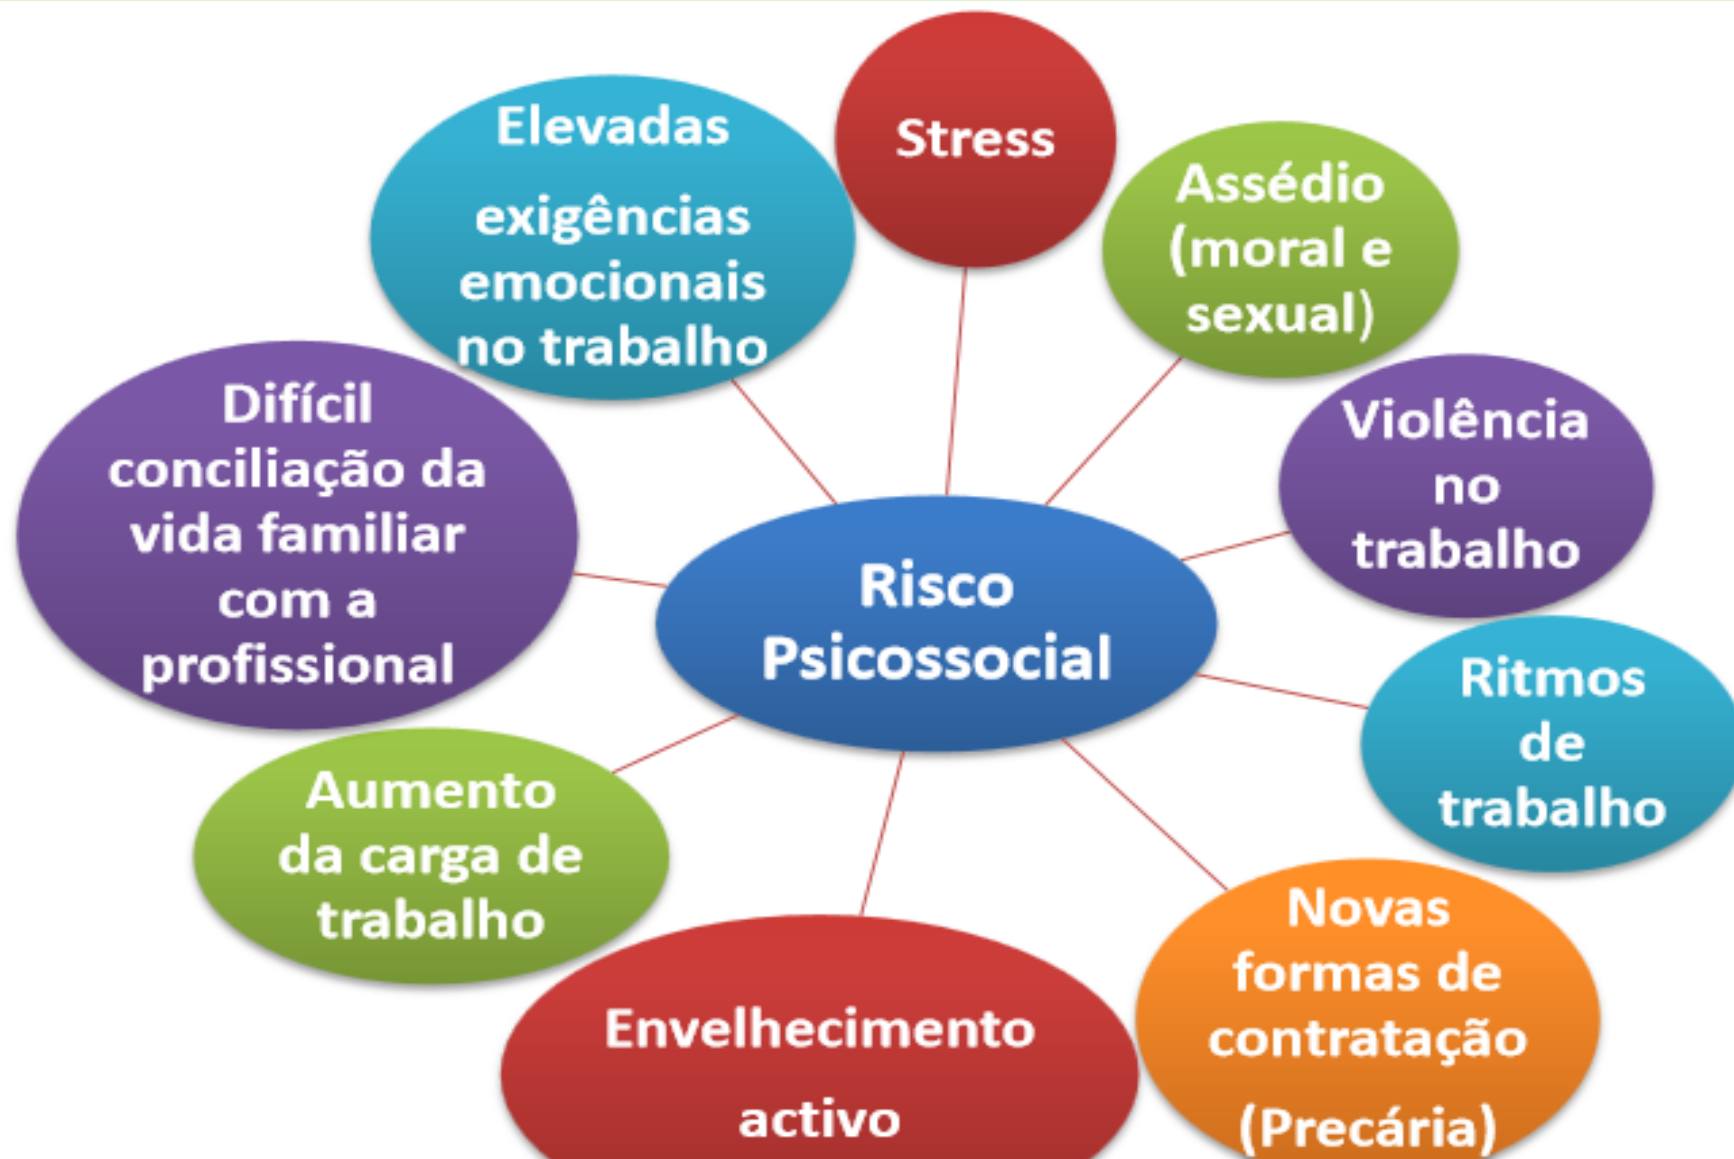 Stress
Assédio
(moral e
sexual)
Violência
no
trabalho
Ritmos
de
trabalho
Novas
formas de
contratação
(Precária)
Envelhecimento
activo
Aumento
da carga de
trabalho
Difícil
conciliação da
vida familiar
com a
profissional
Elevadas
exigências
emocionais
no trabalho
Risco
Psicossocial